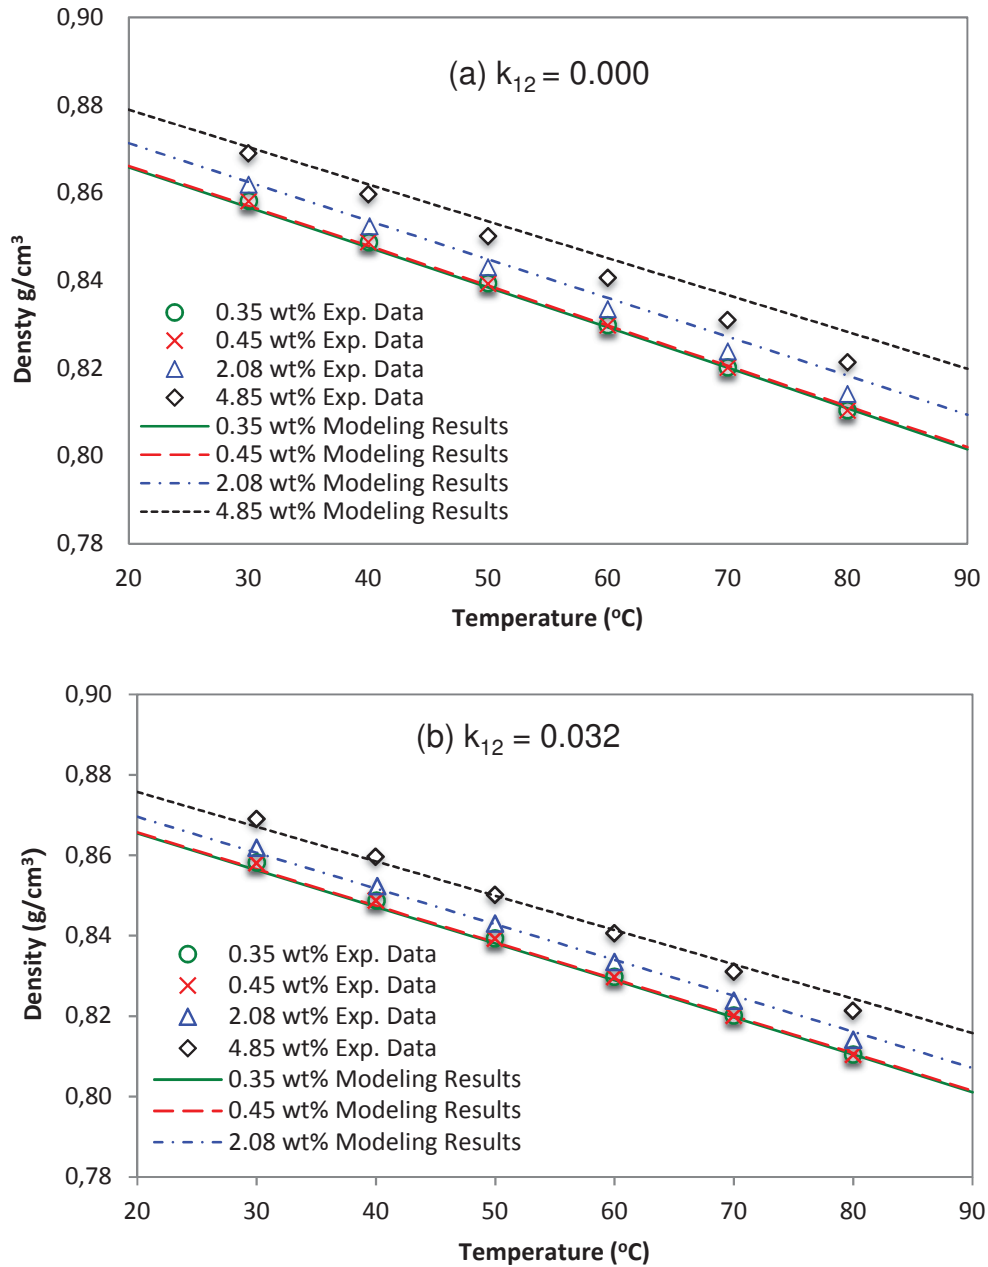 0,90
(a) k12 = 0.000
0,88
0,86
0,84
0,82
0,80
0,78
Densty g/cm³
0.35 wt% Exp. Data
0.45 wt% Exp. Data
2.08 wt% Exp. Data
4.85 wt% Exp. Data
0.35 wt% Modeling Results
0.45 wt% Modeling Results
2.08 wt% Modeling Results
4.85 wt% Modeling Results
20 30 40 50 60 70 80 90
Temperature (ºC)
0,90
(b) k12 = 0.032
0,88
0,86
0,84
0,82
0,80
0,78
Density (g/cm³)
0.35 wt% Exp. Data
0.45 wt% Exp. Data
2.08 wt% Exp. Data
4.85 wt% Exp. Data
0.35 wt% Modeling Results
0.45 wt% Modeling Results
2.08 wt% Modeling Results
20 30 40 50 60 70 80 90
Temperature (ºC)